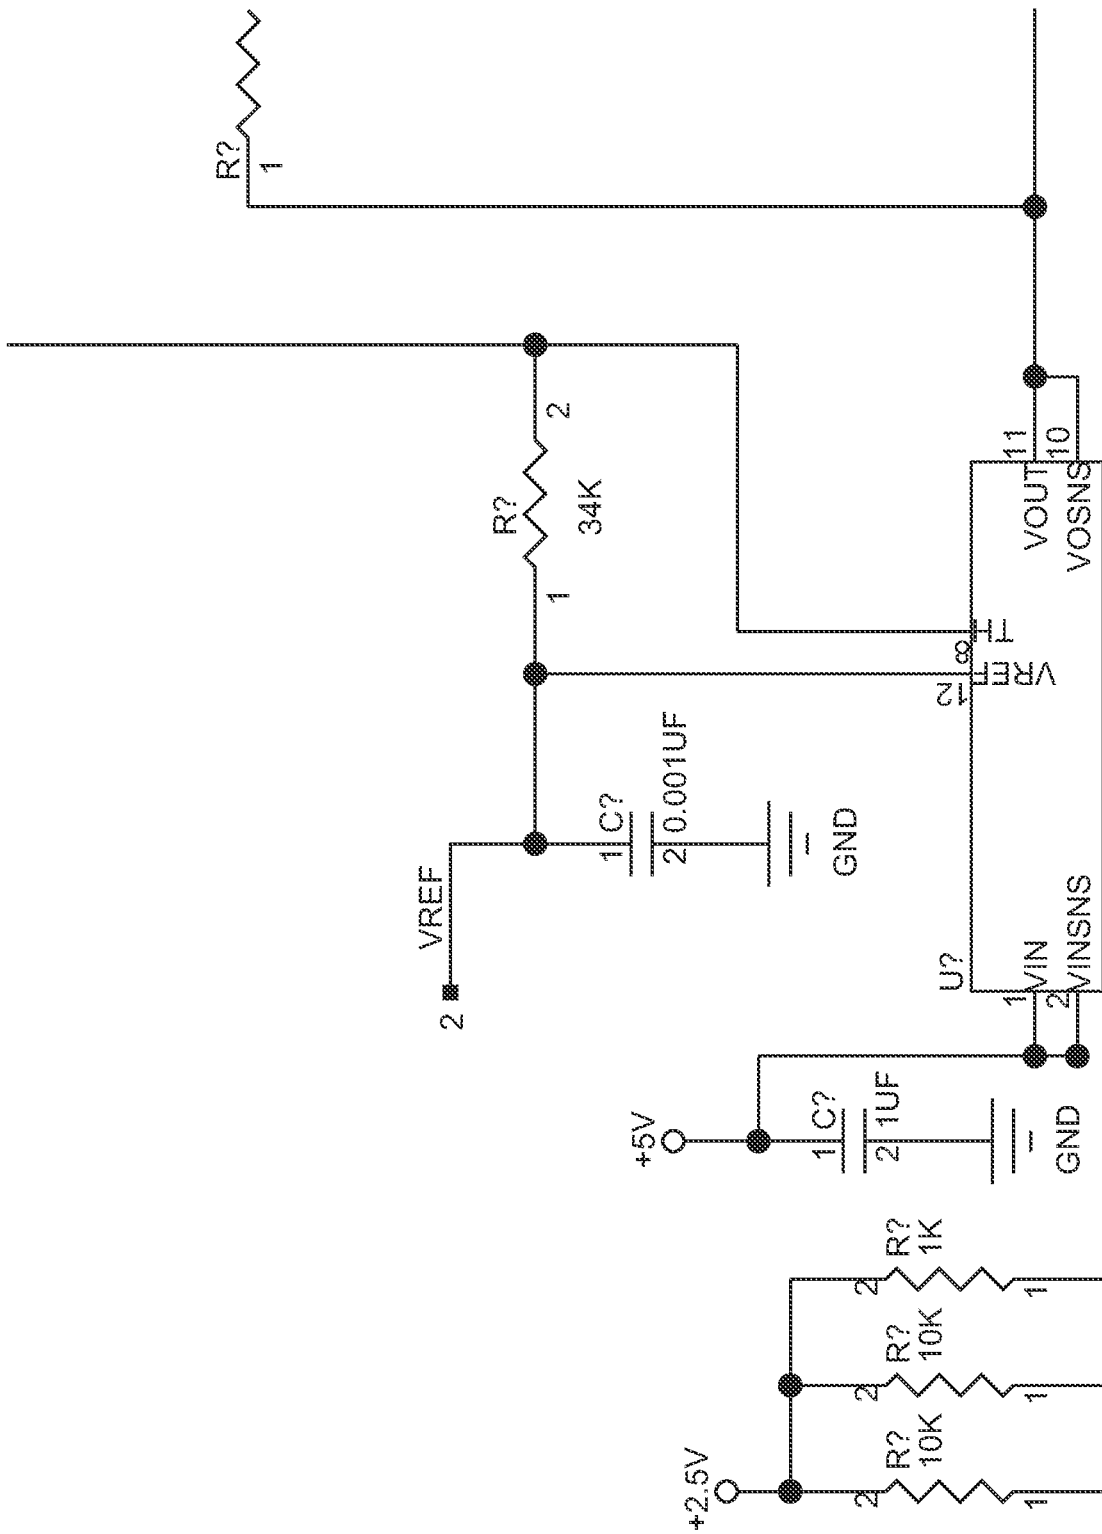 R?
1
2
R?
34K
1
11
10
VOUT
VOSNS
TH
8
VREF
12
C?
1
0.001UF
2
GND
VREF
2
U?
VIN
VINSNS
1
2
+5V
C?
1
1UF
2
GND
R?
1K
2
1
R?
10K
2
1
R?
10K
2
1
+2.5V